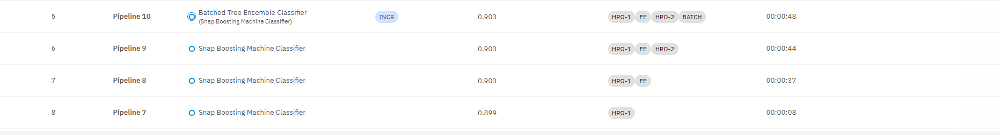 5 Pipeline 10 Batched Tree Ensemble Classifier INCR 0.903 HPO-1 FE HPO-2 BATCH 00:00:48
(Snap Boosting Machine Classifier)
6 Pipeline 9 Snap Boosting Machine Classifier 0.903 HPO-1 FE HPO-2 00:00:44
7 Pipeline 8 Snap Boosting Machine Classifier 0.903 HPO-1 FE 00:00:37
8 Pipeline 7 Snap Boosting Machine Classifier 0.899 HPO-1 00:00:08